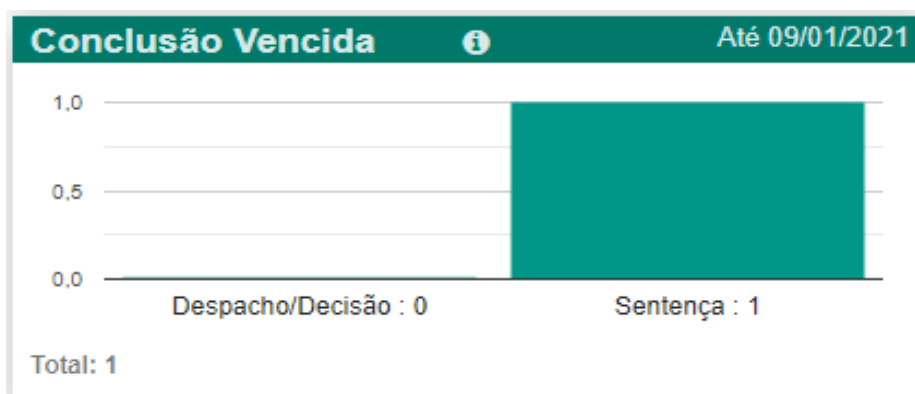 Conclusão Vencida Até 09/01/2021
1,0
0,5
0,0
Despacho/Decisão : 0 Sentença : 1
Total: 1